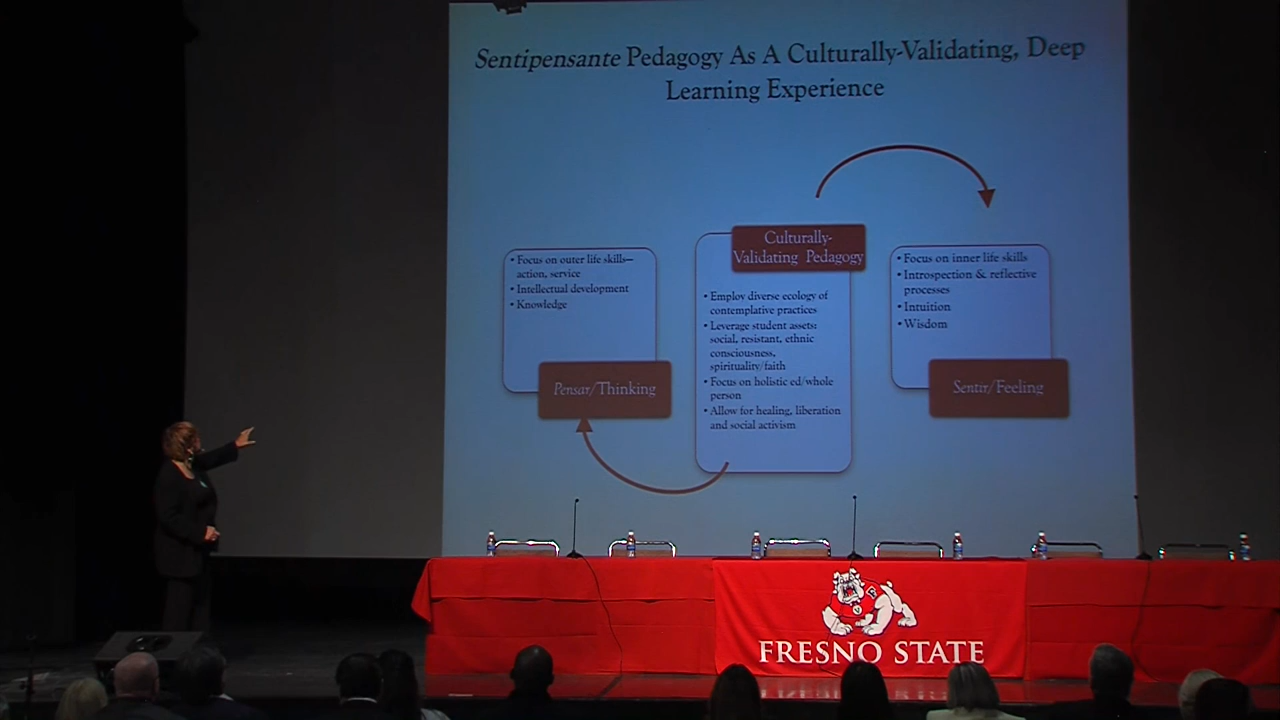 Sentipensante Pedagogy As A Culturally-Validating, Deep
Learning Experience
• Focus on outer life skills—
action, service
• Intellectual development
• Knowledge
Pensar/Thinking
Culturally-
Validating Pedagogy
• Employ diverse ecology of
contemplative practices
• Leverage student assets:
social, resistant, ethnic
consciousness,
spirituality/faith
• Focus on holistic ed/whole
person
• Allow for healing, liberation
and social activism
• Focus on inner life skills
• Introspection & reflective
processes
• Intuition
• Wisdom
Sentir/Feeling
FRESNO STATE